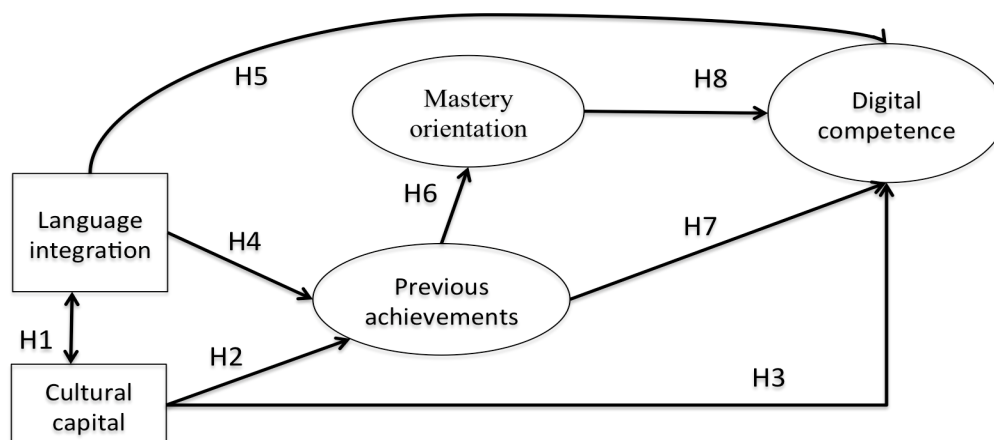 H5
Mastery
orientation
H8
Digital
competence
Language
integration
H4
H6
H7
Previous
achievements
H1
H2
H3
Cultural
capital